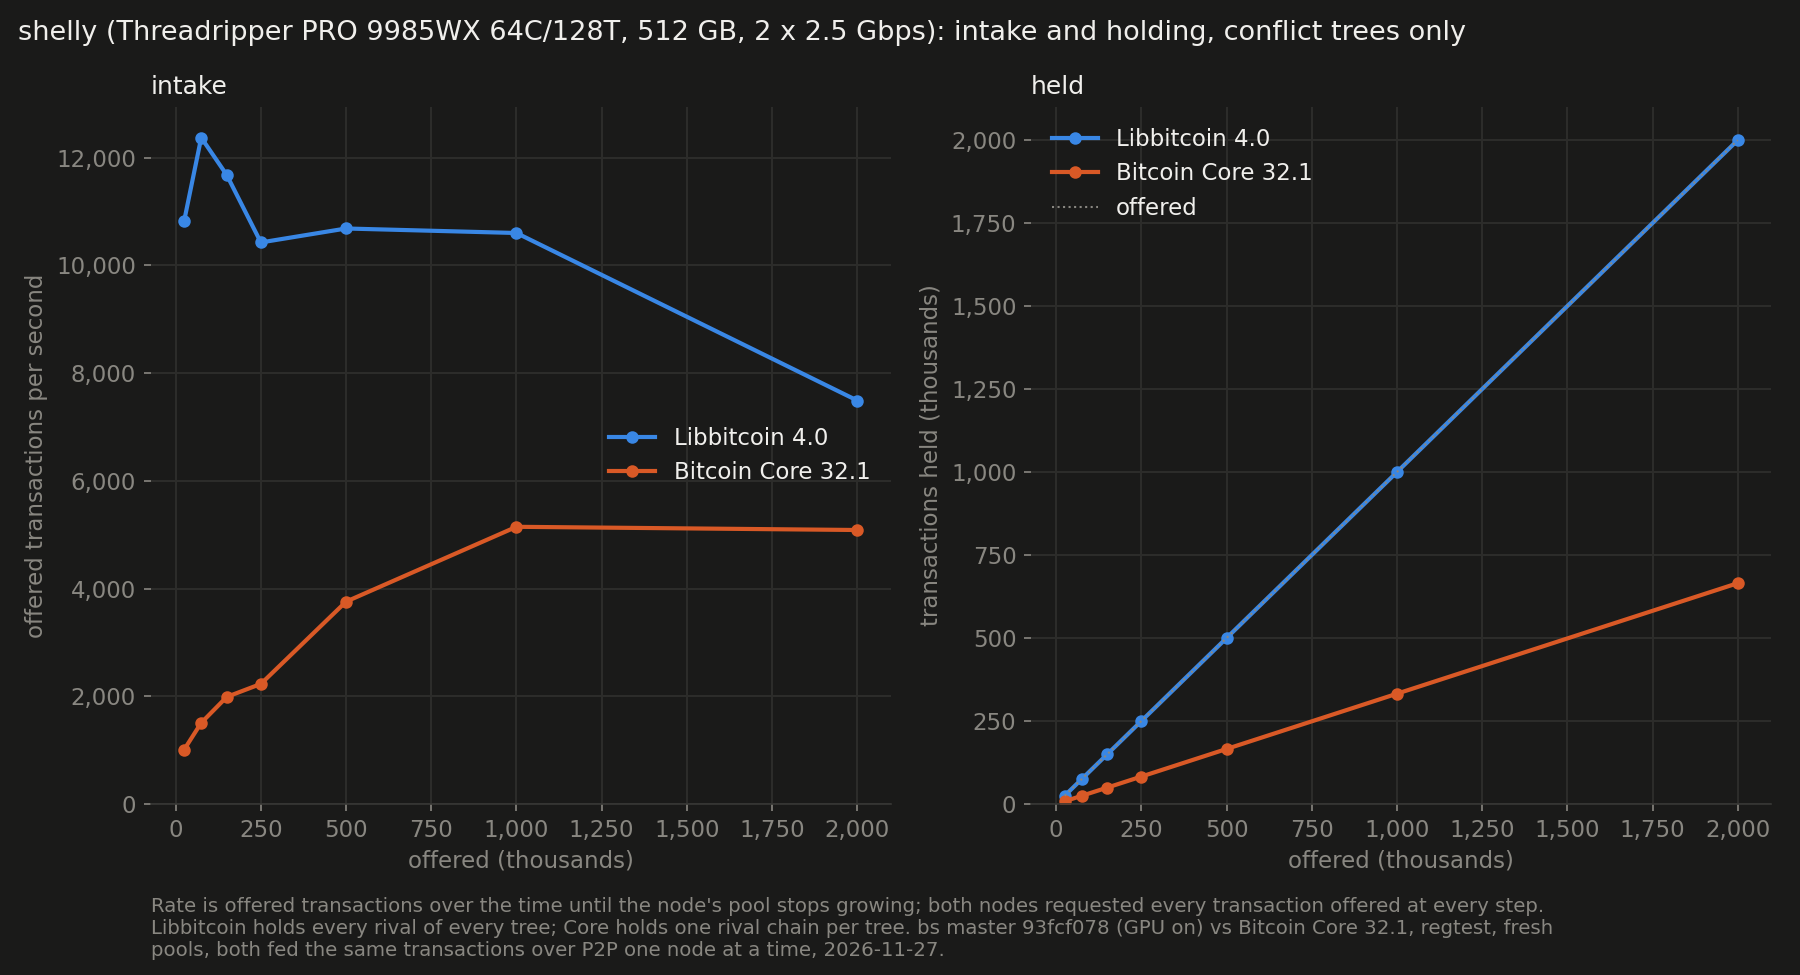 shelly (Threadripper PRO 9985WX 64C/128T, 512 GB, 2 x 2.5 Gbps): intake and holding, conflict trees only
intake
12,000
10,000
8,000
6,000
4,000
2,000
0
offered transactions per second
Libbitcoin 4.0
Bitcoin Core 32.1
0 250 500 750 1,000 1,250 1,500 1,750 2,000
offered (thousands)
held
2,000
1,750
1,500
1,250
1,000
750
500
250
0
transactions held (thousands)
Libbitcoin 4.0
Bitcoin Core 32.1
offered
0 250 500 750 1,000 1,250 1,500 1,750 2,000
offered (thousands)
Rate is offered transactions over the time until the node's pool stops growing; both nodes requested every transaction offered at every step.
Libbitcoin holds every rival of every tree; Core holds one rival chain per tree. bs master 93fcf078 (GPU on) vs Bitcoin Core 32.1, regtest, fresh
pools, both fed the same transactions over P2P one node at a time, 2026-11-27.